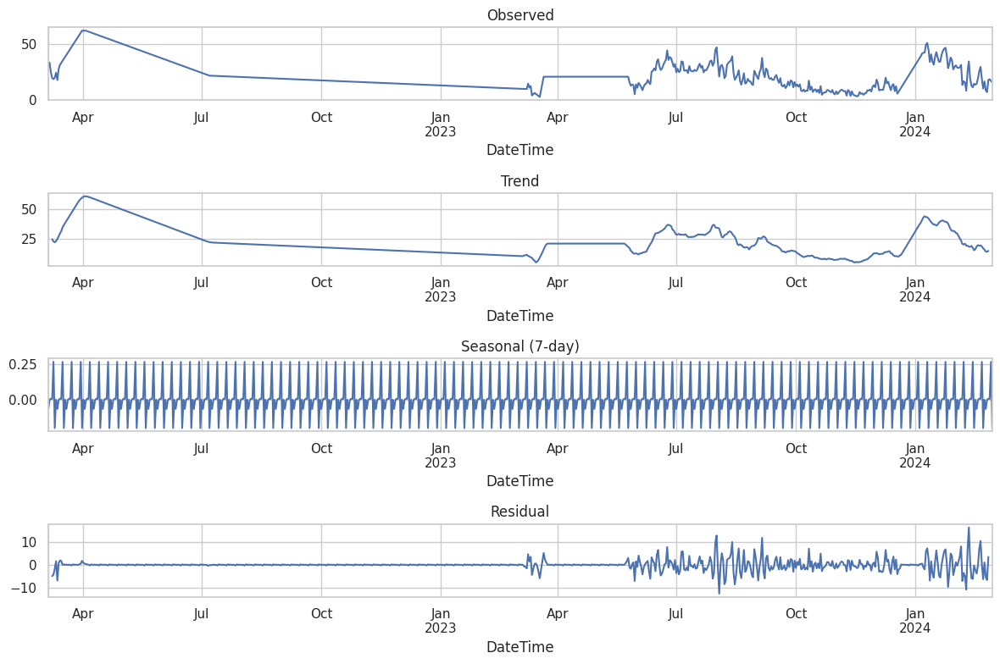 Observed
50
0
Apr Jul Oct Jan Apr Jul Oct Jan
2023 2024
DateTime
Trend
50
25
Apr Jul Oct Jan Apr Jul Oct Jan
2023 2024
DateTime
Seasonal (7-day)
0.25
0.00
Apr Jul Oct Jan Apr Jul Oct Jan
2023 2024
DateTime
Residual
10
0
−10
Apr Jul Oct Jan Apr Jul Oct Jan
2023 2024
DateTime